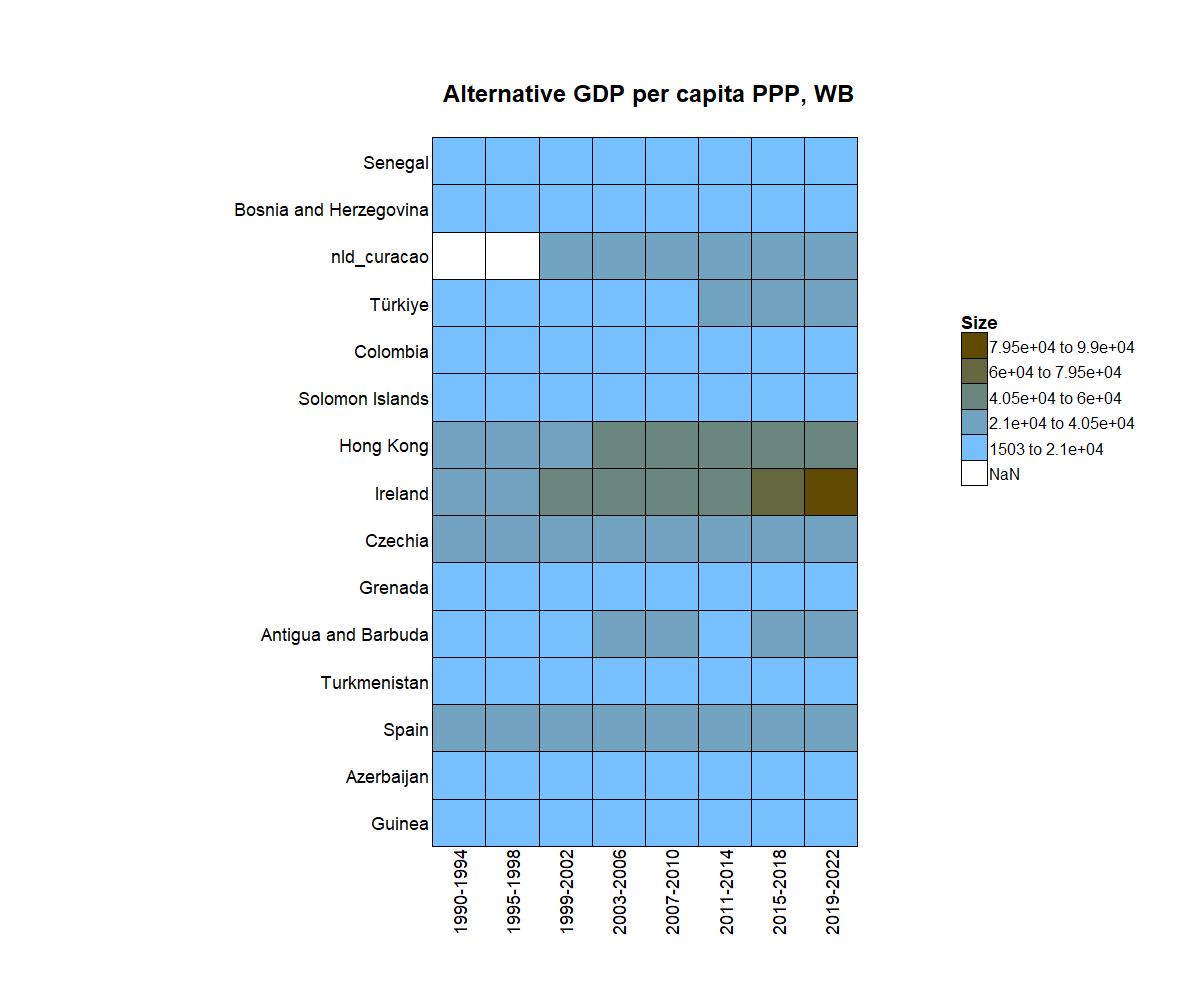 Alternative GDP per capita PPP, WB
Senegal
Bosnia and Herzegovina
nld_curacao
Türkiye
Colombia
Solomon Islands
Hong Kong
Ireland
Czechia
Grenada
Antigua and Barbuda
Turkmenistan
Spain
Azerbaijan
Guinea
1990-1994
1995-1998
1999-2002
2003-2006
2007-2010
2011-2014
2015-2018
2019-2022
Size
7.95e+04 to 9.9e+04
6e+04 to 7.95e+04
4.05e+04 to 6e+04
2.1e+04 to 4.05e+04
1503 to 2.1e+04
NaN